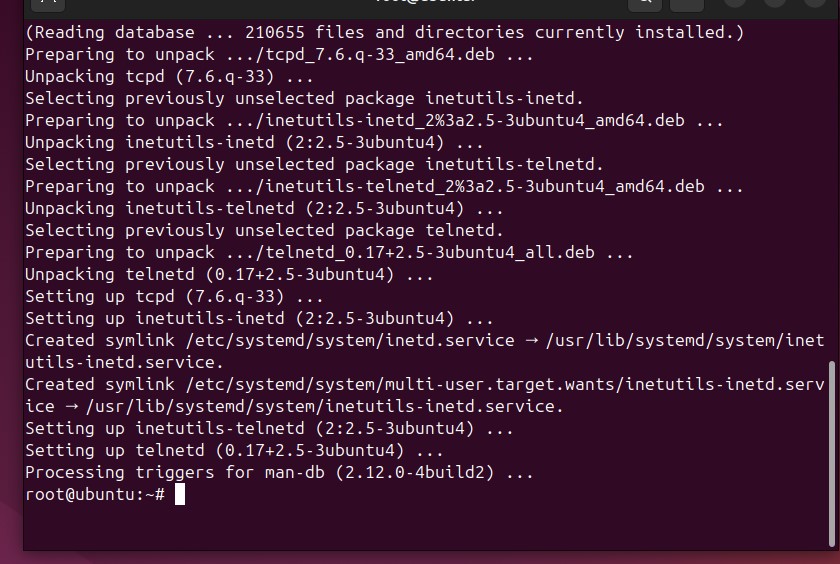 (Reading database ... 210655 files and directories currently installed.)
Preparing to unpack .../tcpd_7.6.q-33_amd64.deb ...
Unpacking tcpd (7.6.q-33) ...
Selecting previously unselected package inetutils-inetd.
Preparing to unpack .../inetutils-inetd_2%3a2.5-3ubuntu4_amd64.deb ...
Unpacking inetutils-inetd (2:2.5-3ubuntu4) ...
Selecting previously unselected package inetutils-telnetd.
Preparing to unpack .../inetutils-telnetd_2%3a2.5-3ubuntu4_amd64.deb ...
Unpacking inetutils-telnetd (2:2.5-3ubuntu4) ...
Selecting previously unselected package telnetd.
Preparing to unpack .../telnetd_0.17+2.5-3ubuntu4_all.deb ...
Unpacking telnetd (0.17+2.5-3ubuntu4) ...
Setting up tcpd (7.6.q-33) ...
Setting up inetutils-inetd (2:2.5-3ubuntu4) ...
Created symlink /etc/systemd/system/inetd.service → /usr/lib/systemd/system/inet
utils-inetd.service.
Created symlink /etc/systemd/system/multi-user.target.wants/inetutils-inetd.serv
ice → /usr/lib/systemd/system/inetutils-inetd.service.
Setting up inetutils-telnetd (2:2.5-3ubuntu4) ...
Setting up telnetd (0.17+2.5-3ubuntu4) ...
Processing triggers for man-db (2.12.0-4build2) ...
root@ubuntu:~#